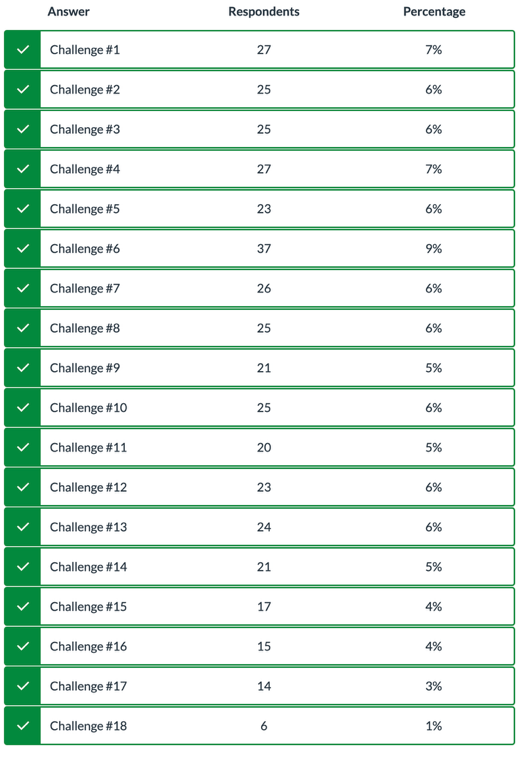 Answer Respondents Percentage
Challenge #1 27 7%
Challenge #2 25 6%
Challenge #3 25 6%
Challenge #4 27 7%
Challenge #5 23 6%
Challenge #6 37 9%
Challenge #7 26 6%
Challenge #8 25 6%
Challenge #9 21 5%
Challenge #10 25 6%
Challenge #11 20 5%
Challenge #12 23 6%
Challenge #13 24 6%
Challenge #14 21 5%
Challenge #15 17 4%
Challenge #16 15 4%
Challenge #17 14 3%
Challenge #18 6 1%